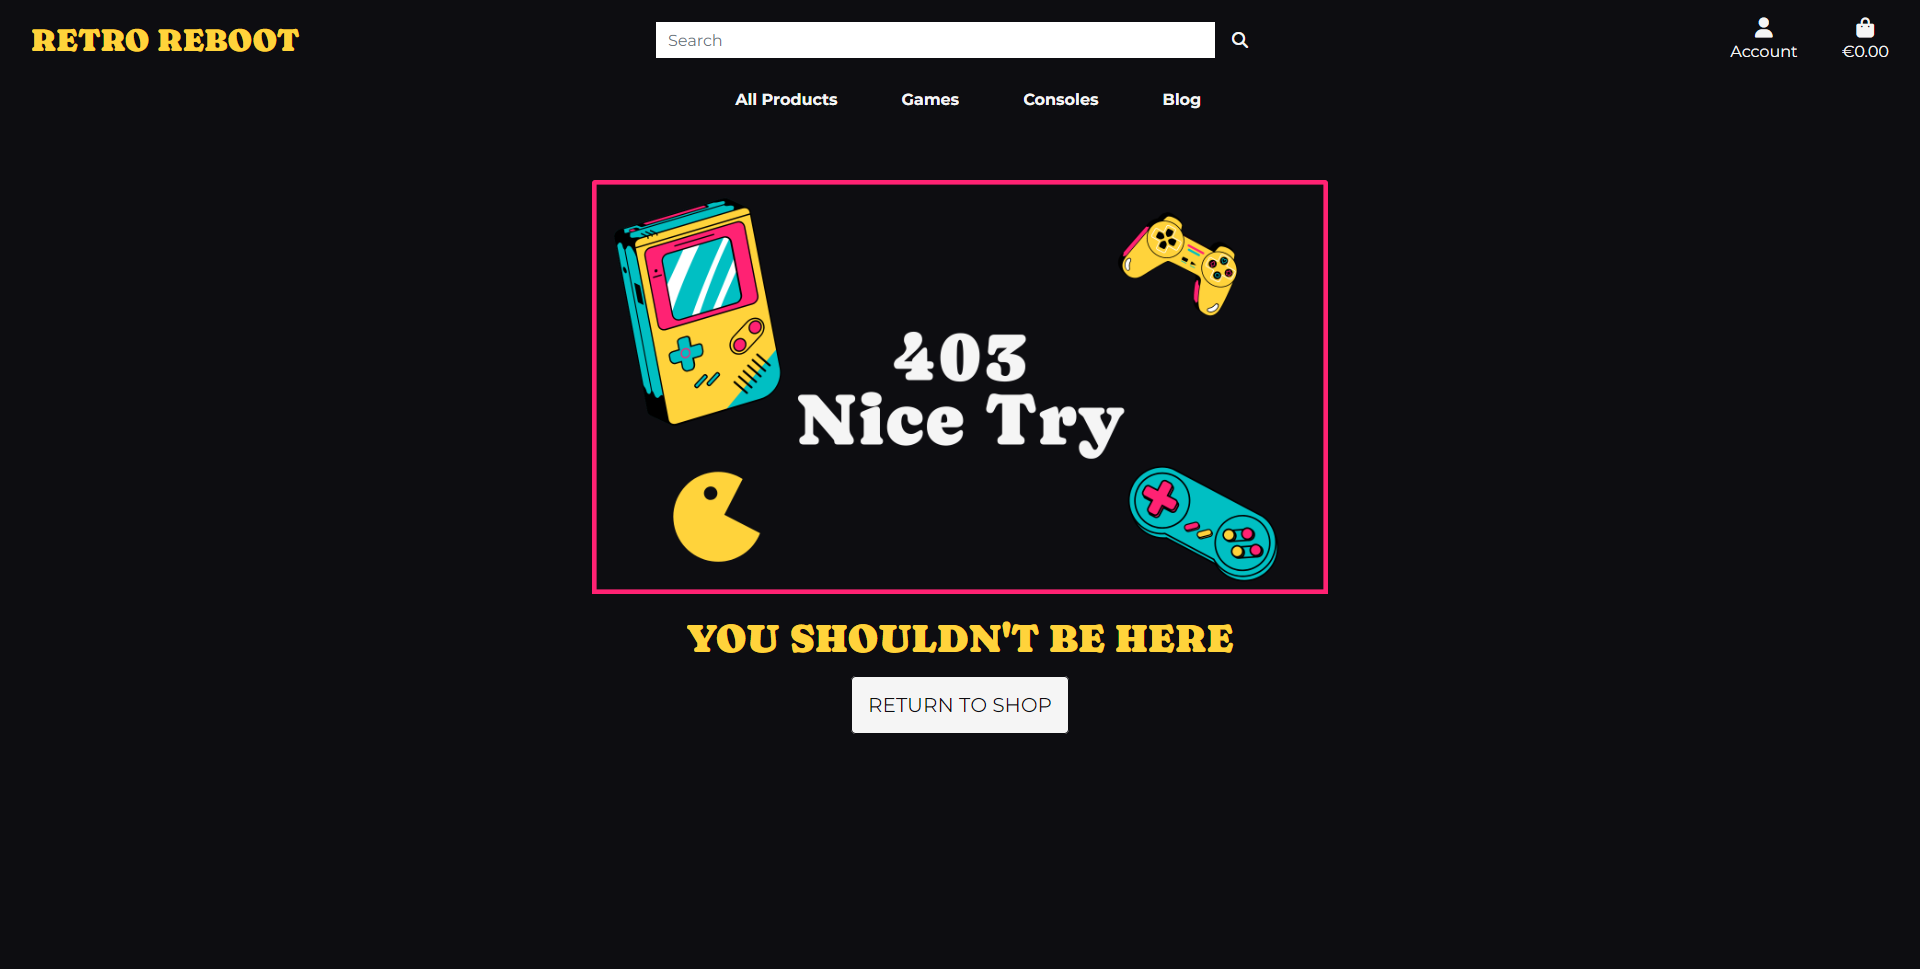 RETRO REBOOT
Search
Account
€0.00
All Products
Games
Consoles
Blog
403
Nice Try
YOU SHOULDN'T BE HERE
RETURN TO SHOP